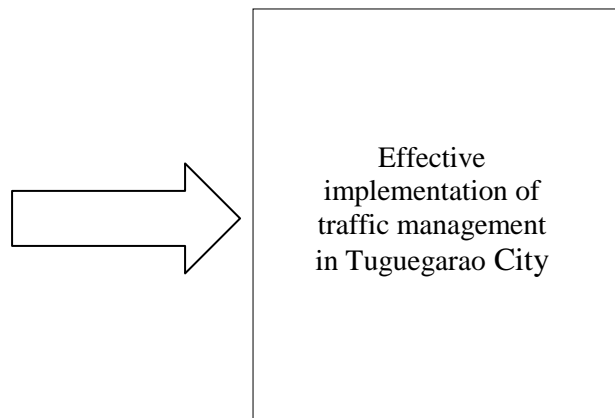 Effective
implementation of
traffic management
in Tuguegarao City